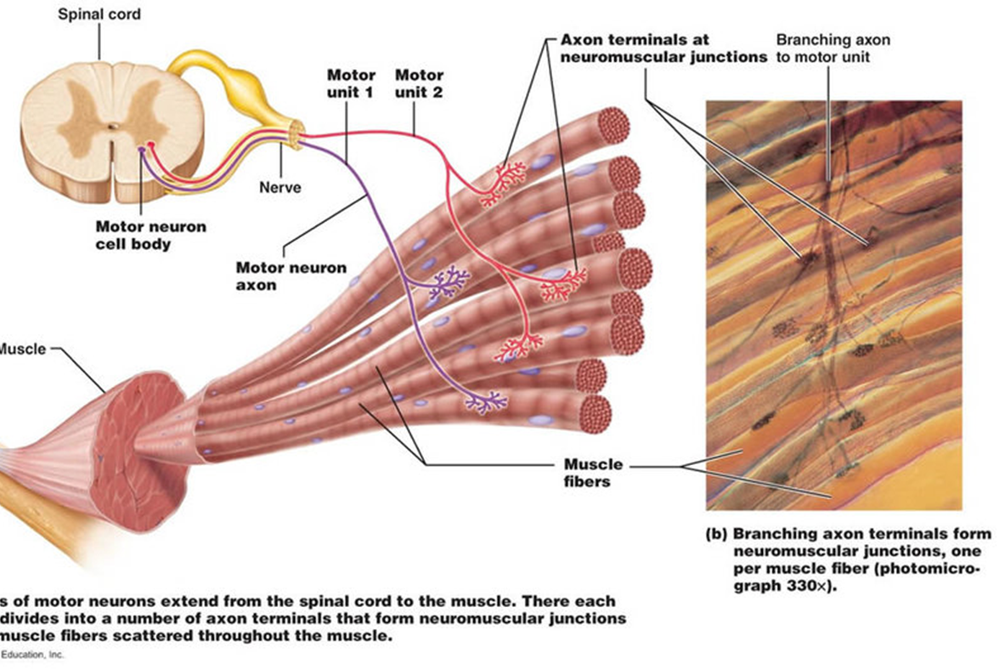 Spinal cord
Motor
unit 1
Motor
unit 2
Nerve
Motor neuron
cell body
Motor neuron
axon
Muscle
Axon terminals at
neuromuscular junctions
Branching axon
to motor unit
Muscle
fibers
(b) Branching axon terminals form
neuromuscular junctions, one
per muscle fiber (photomicro-
graph 330×).
s of motor neurons extend from the spinal cord to the muscle. There each
divides into a number of axon terminals that form neuromuscular junctions
muscle fibers scattered throughout the muscle.
Education, Inc.